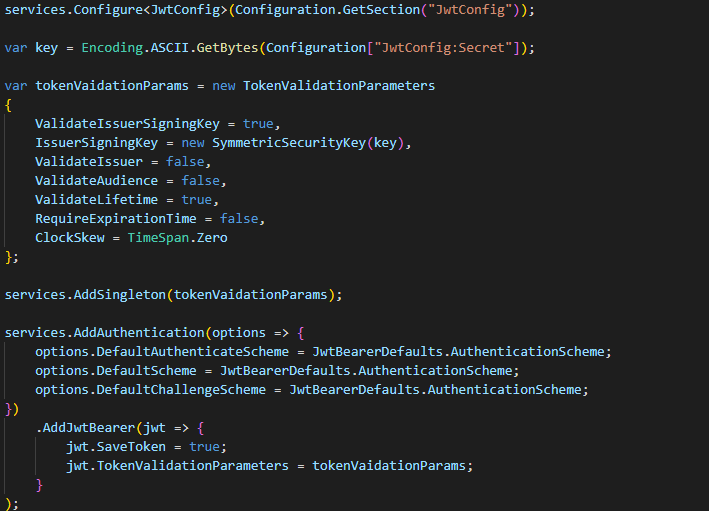 services.Configure<JwtConfig>(Configuration.GetSection("JwtConfig"));
var key = Encoding.ASCII.GetBytes(Configuration["JwtConfig:Secret"]);
var tokenVaidationParams = new TokenValidationParameters
{
    ValidateIssuerSigningKey = true,
    IssuerSigningKey = new SymmetricSecurityKey(key),
    ValidateIssuer = false,
    ValidateAudience = false,
    ValidateLifetime = true,
    RequireExpirationTime = false,
    ClockSkew = TimeSpan.Zero
};
services.AddSingleton(tokenVaidationParams);
services.AddAuthentication(options => {
    options.DefaultAuthenticateScheme = JwtBearerDefaults.AuthenticationScheme;
    options.DefaultScheme = JwtBearerDefaults.AuthenticationScheme;
    options.DefaultChallengeScheme = JwtBearerDefaults.AuthenticationScheme;
})
    .AddJwtBearer(jwt => {
        jwt.SaveToken = true;
        jwt.TokenValidationParameters = tokenVaidationParams;
    }
);